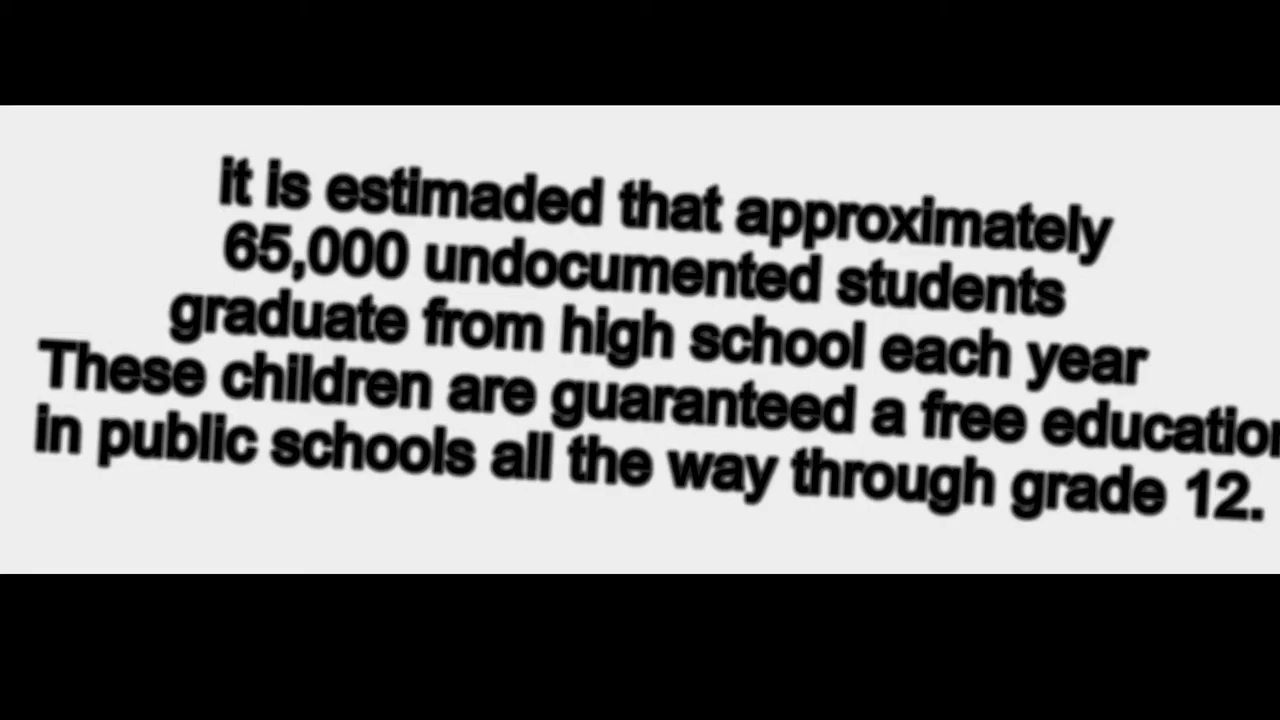 it is estimaded that approximately
65,000 undocumented students
graduate from high school each year
These children are guaranteed a free education
in public schools all the way through grade 12.